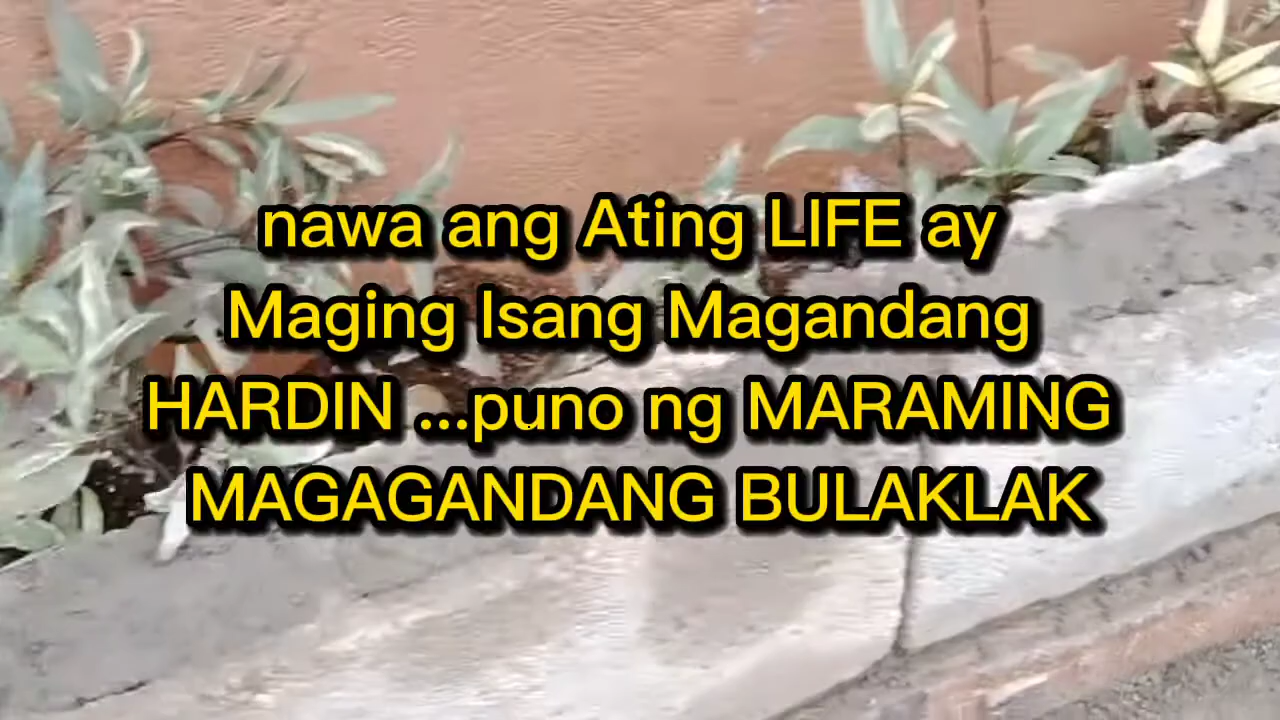 nawa ang Ating LIFE ay
Maging Isang Magandang
HARDIN ...puno ng MARAMING
MAGAGANDANG BULAKLAK